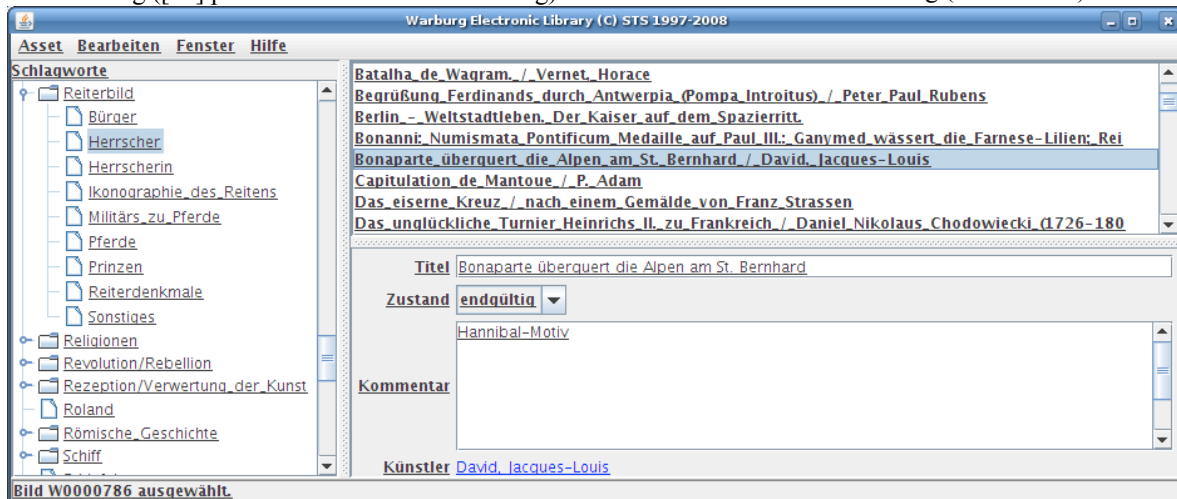 Warburg Electronic Library (C) STS 1997-2008
Asset Bearbeiten Fenster Hilfe
Schlagworte
Reiterbild
Bürger
Herrscher
Herrscherin
Ikonographie_des_Reitens
Militärs_zu_Pferde
Pferde
Prinzen
Reiterdenkmale
Sonstiges
Religionen
Revolution/Rebellion
Rezeption/Verwertung_der_Kunst
Roland
Römische_Geschichte
Schiff
Batalha_de_Wagram._/_Vernet,_Horace
Begrüßung_Ferdinands_durch_Antwerpia_(Pompa_Introitus)_/_Peter_Paul_Rubens
Berlin_-_Weltstadtleben._Der_Kaiser_auf_dem_Spazierritt.
Bonanni:_Numismata_Pontificum_Medaille_auf_Paul_III.:_Ganymed_wässert_die_Farnese-Lilien;_Rei
Bonaparte_überquert_die_Alpen_am_St._Bernhard_/_David,_Jacques-Louis
Capitulation_de_Mantoue_/_P._Adam
Das_eiserne_Kreuz_/_nach_einem_Gemälde_von_Franz_Strassen
Das_unglückliche_Turnier_Heinrichs_II._zu_Frankreich_/_Daniel_Nikolaus_Chodowiecki_(1726-180
Titel Bonaparte überquert die Alpen am St. Bernhard
Zustand endgültig
Hannibal-Motiv
Kommentar
Künstler David, Jacques-Louis
Bild W0000786 ausgewählt.